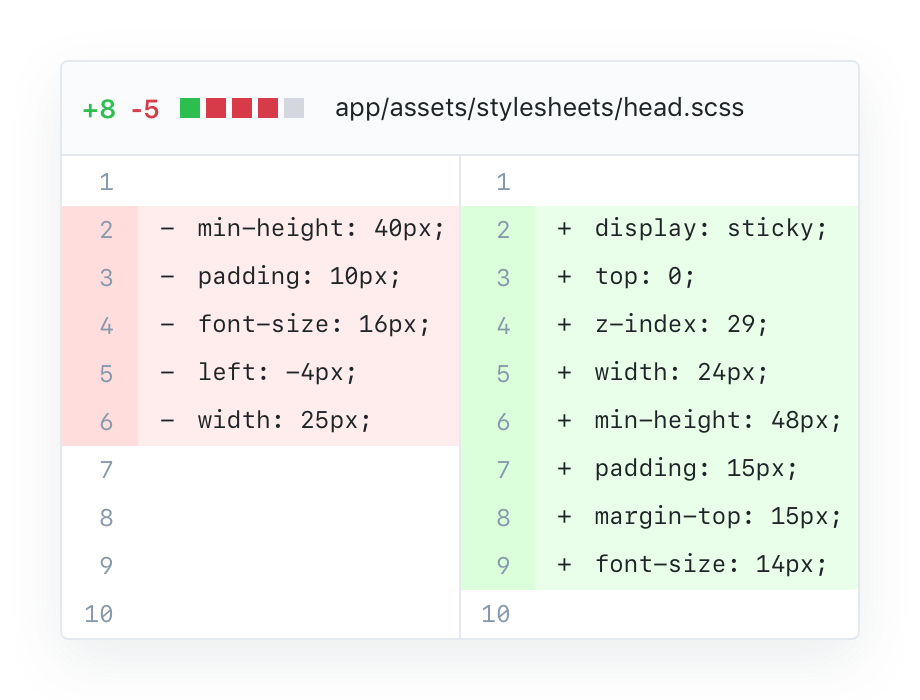 +8 -5 app/assets/stylesheets/head.scss
1 1
2 - min-height: 40px; 2 + display: sticky;
3 - padding: 10px; 3 + top: 0;
4 - font-size: 16px; 4 + z-index: 29;
5 - left: -4px; 5 + width: 24px;
6 - width: 25px; 6 + min-height: 48px;
7 7 + padding: 15px;
8 8 + margin-top: 15px;
9 9 + font-size: 14px;
10 10